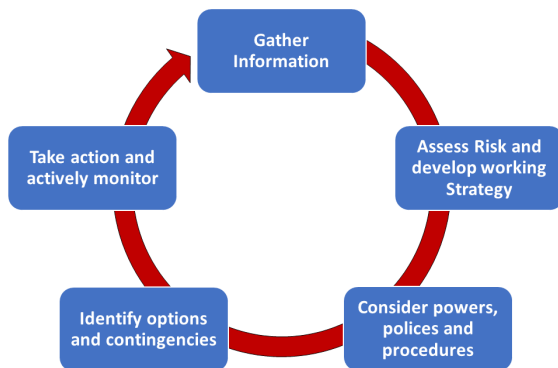 Gather
Information
Assess Risk and
develop working
Strategy
Consider powers,
polices and
procedures
Identify options
and contingencies
Take action and
actively monitor